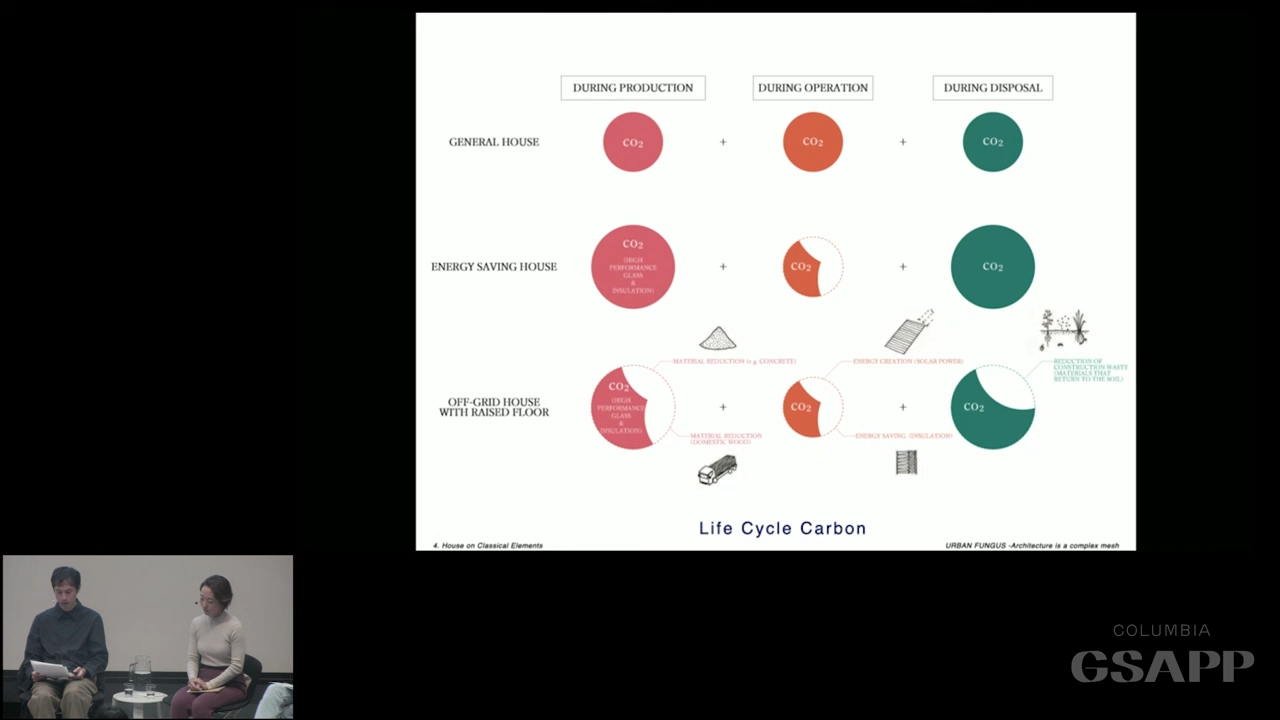 DURING PRODUCTION
DURING OPERATION
DURING DISPOSAL
GENERAL HOUSE
CO2
+
CO2
+
CO2
ENERGY SAVING HOUSE
CO2
(HIGH
PERFORMANCE
GLASS
&
INSULATION)
+
CO2
+
CO2
MATERIAL REDUCTION (e.g. CONCRETE)
ENERGY CREATION (SOLAR POWER)
REDUCTION OF
CONSTRUCTION WASTE
(MATERIALS THAT
RETURN TO THE SOIL)
OFF-GRID HOUSE
WITH RAISED FLOOR
CO2
(HIGH
PERFORMANCE
GLASS
&
INSULATION)
+
CO2
+
CO2
MATERIAL REDUCTION
(DOMESTIC WOOD)
ENERGY SAVING (INSULATION)
Life Cycle Carbon
4. House on Classical Elements
URBAN FUNGUS -Architecture is a complex mesh
COLUMBIA
GSAPP